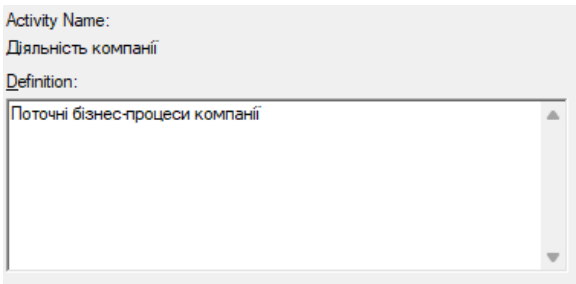 Activity Name:
Діяльність компанії
Definition:
Поточні бізнес-процеси компанії